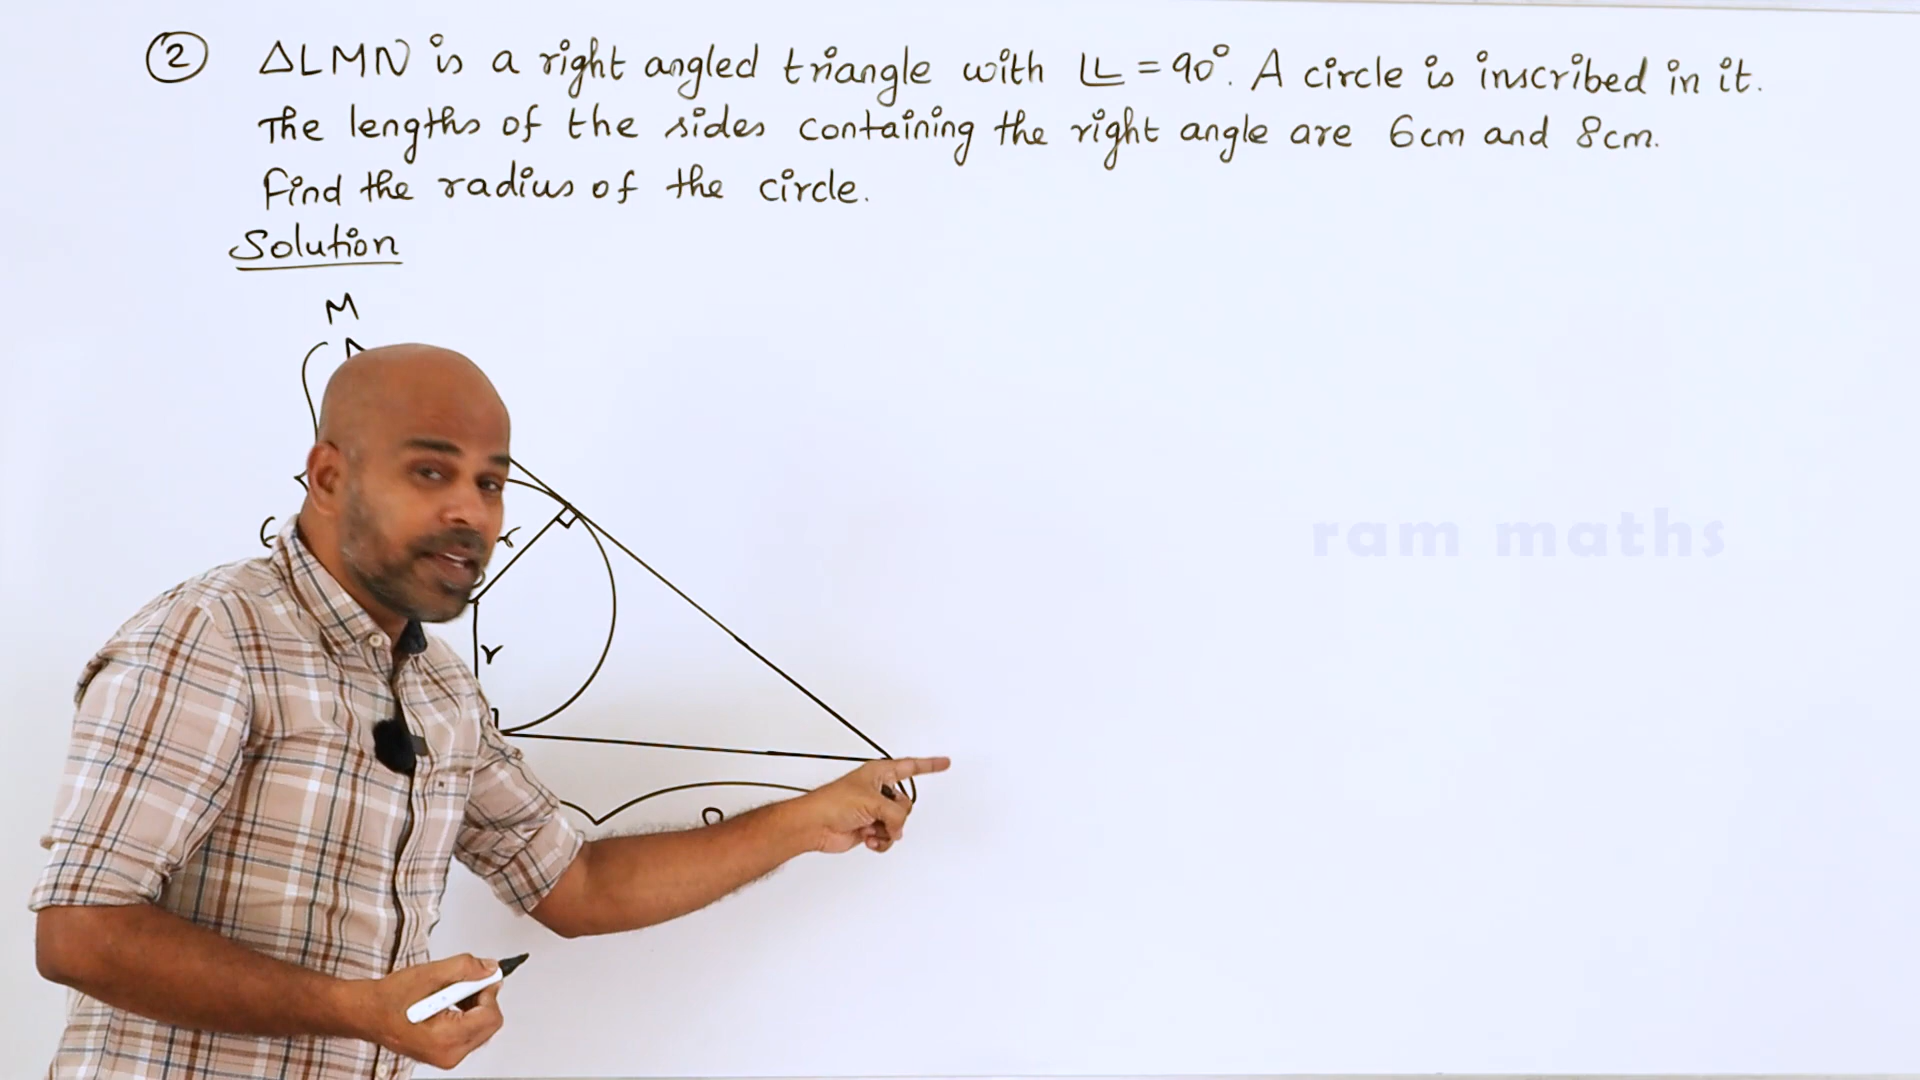 ② ΔLMN is a right angled triangle with ∠L = 90°. A circle is inscribed in it.
The lengths of the sides containing the right angle are 6cm and 8cm.
Find the radius of the circle.
Solution
M
r
r
ram maths